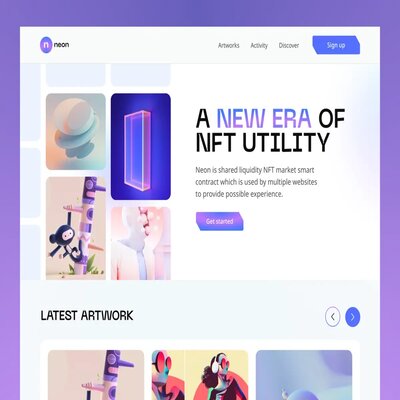 n neon
Artworks Activity Discover Sign up
A NEW ERA OF
NFT UTILITY
Neon is shared liquidity NFT market smart
contract which is used by multiple websites
to provide possible experience.
Get started
LATEST ARTWORK